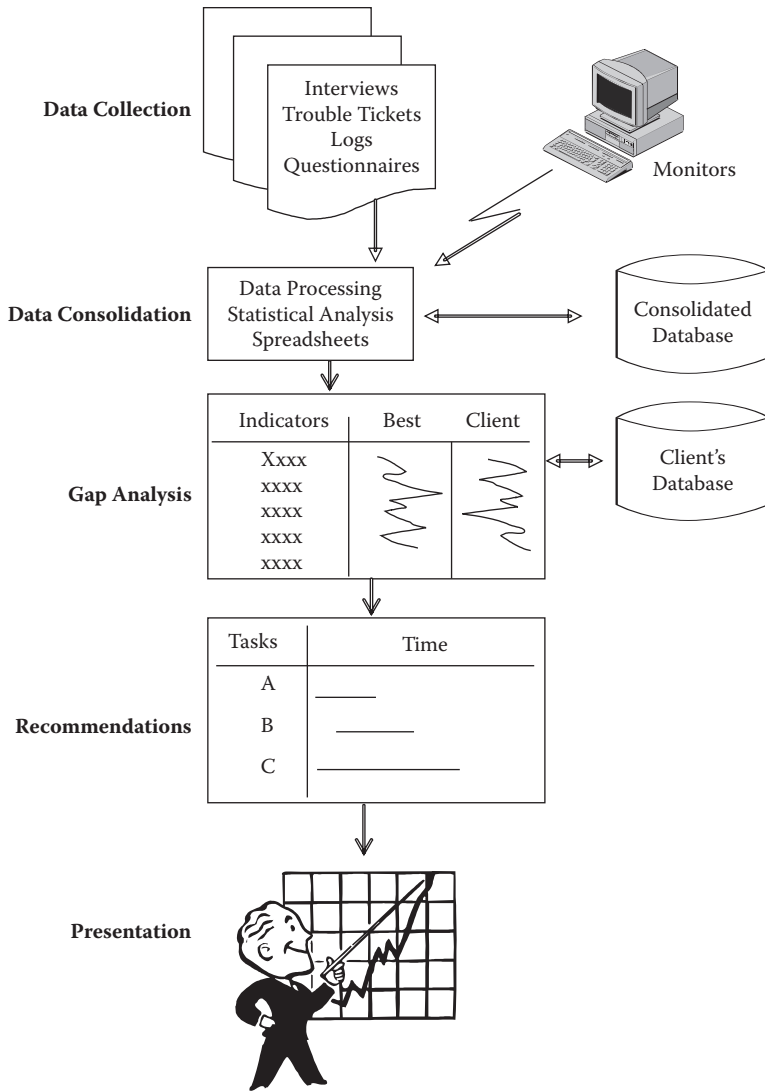 Data Collection
Interviews
Trouble Tickets
Logs
Questionnaires
Monitors
Data Consolidation
Data Processing
Statistical Analysis
Spreadsheets
Consolidated
Database
Gap Analysis
Indicators Best Client
Xxxx
xxxx
xxxx
xxxx
xxxx
Client's
Database
Recommendations
Tasks Time
A
B
C
Presentation